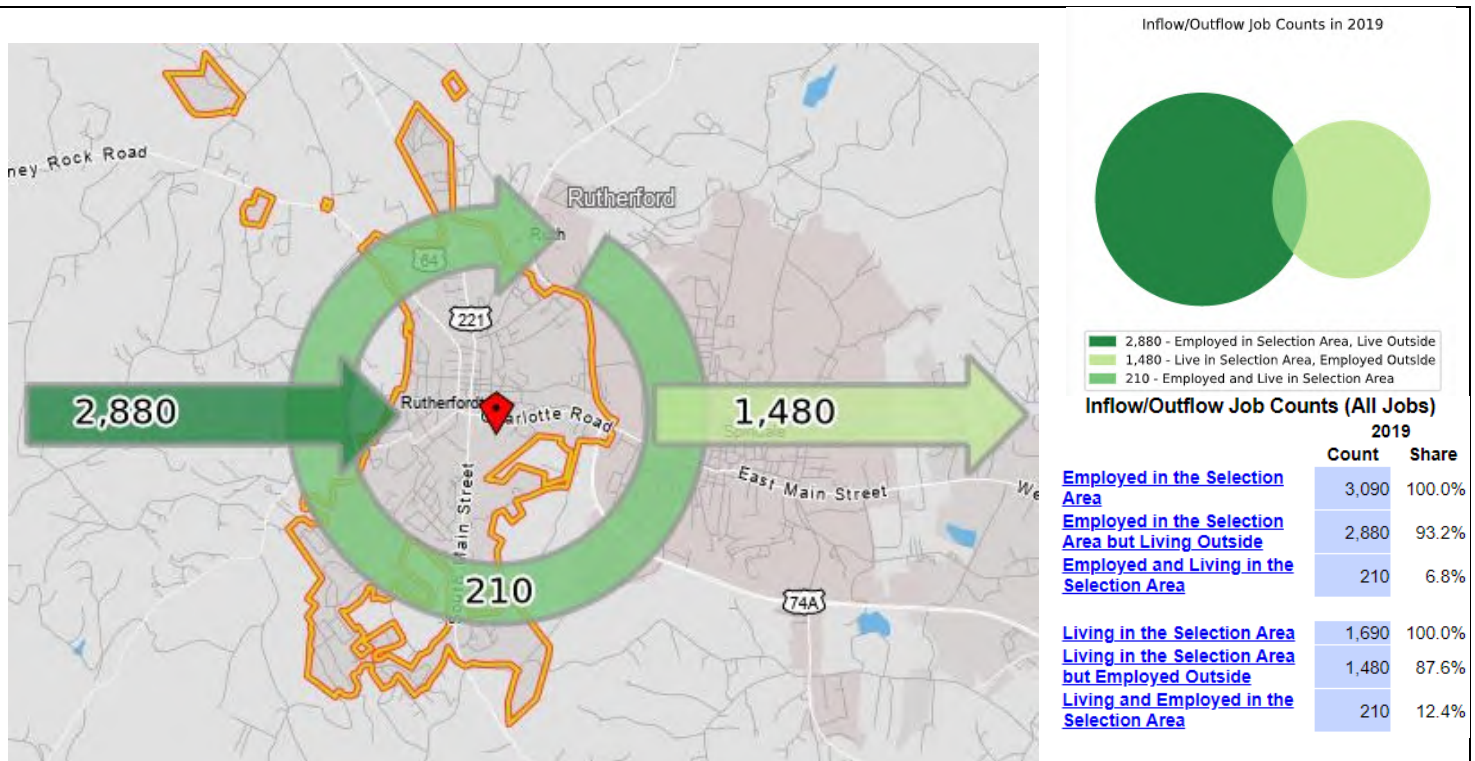 Inflow/Outflow Job Counts in 2019
ney Rock Road
Rutherford
Ruth
64
221
2,880
Rutherford
Charlotte Road
1,480
Spindale
East Main Street
We
South Main Street
210
74A
2,880 - Employed in Selection Area, Live Outside
1,480 - Live in Selection Area, Employed Outside
210 - Employed and Live in Selection Area
Inflow/Outflow Job Counts (All Jobs)
2019
Count Share
Employed in the Selection
Area 3,090 100.0%
Employed in the Selection
Area but Living Outside 2,880 93.2%
Employed and Living in the
Selection Area 210 6.8%
Living in the Selection Area 1,690 100.0%
Living in the Selection Area
but Employed Outside 1,480 87.6%
Living and Employed in the
Selection Area 210 12.4%